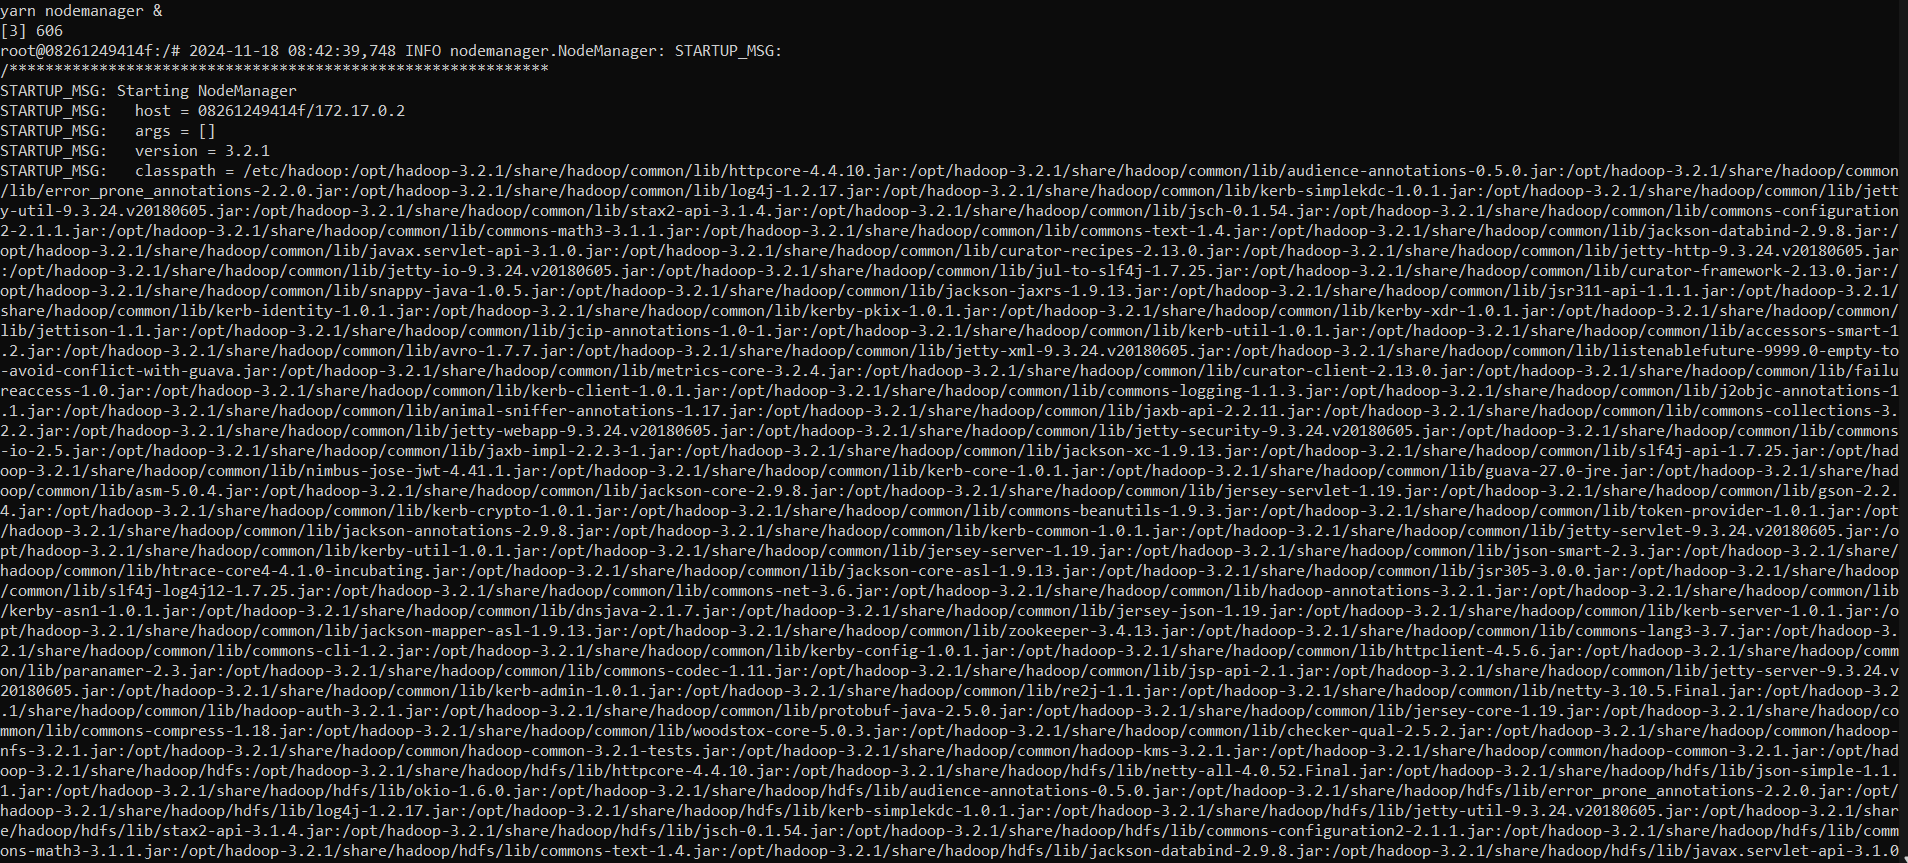 yarn nodemanager &
[3] 606
root@08261249414f:/# 2024-11-18 08:42:39,748 INFO nodemanager.NodeManager: STARTUP_MSG:
/************************************************************
STARTUP_MSG: Starting NodeManager
STARTUP_MSG:   host = 08261249414f/172.17.0.2
STARTUP_MSG:   args = []
STARTUP_MSG:   version = 3.2.1
STARTUP_MSG:   classpath = /etc/hadoop:/opt/hadoop-3.2.1/share/hadoop/common/lib/httpcore-4.4.10.jar:/opt/hadoop-3.2.1/share/hadoop/common/lib/audience-annotations-0.5.0.jar:/opt/hadoop-3.2.1/share/hadoop/common
/lib/error_prone_annotations-2.2.0.jar:/opt/hadoop-3.2.1/share/hadoop/common/lib/log4j-1.2.17.jar:/opt/hadoop-3.2.1/share/hadoop/common/lib/kerb-simplekdc-1.0.1.jar:/opt/hadoop-3.2.1/share/hadoop/common/lib/jett
ty-util-9.3.24.v20180605.jar:/opt/hadoop-3.2.1/share/hadoop/common/lib/stax2-api-3.1.4.jar:/opt/hadoop-3.2.1/share/hadoop/common/lib/jsch-0.1.54.jar:/opt/hadoop-3.2.1/share/hadoop/common/lib/commons-configuration
2-2.1.1.jar:/opt/hadoop-3.2.1/share/hadoop/common/lib/commons-math3-3.1.1.jar:/opt/hadoop-3.2.1/share/hadoop/common/lib/commons-text-1.4.jar:/opt/hadoop-3.2.1/share/hadoop/common/lib/jackson-databind-2.9.8.jar:/
opt/hadoop-3.2.1/share/hadoop/common/lib/javax.servlet-api-3.1.0.jar:/opt/hadoop-3.2.1/share/hadoop/common/lib/curator-recipes-2.13.0.jar:/opt/hadoop-3.2.1/share/hadoop/common/lib/jetty-http-9.3.24.v20180605.jar
:/opt/hadoop-3.2.1/share/hadoop/common/lib/jetty-io-9.3.24.v20180605.jar:/opt/hadoop-3.2.1/share/hadoop/common/lib/jul-to-slf4j-1.7.25.jar:/opt/hadoop-3.2.1/share/hadoop/common/lib/curator-framework-2.13.0.jar:/
opt/hadoop-3.2.1/share/hadoop/common/lib/snappy-java-1.0.5.jar:/opt/hadoop-3.2.1/share/hadoop/common/lib/jackson-jaxrs-1.9.13.jar:/opt/hadoop-3.2.1/share/hadoop/common/lib/jsr311-api-1.1.1.jar:/opt/hadoop-3.2.1/
share/hadoop/common/lib/kerb-identity-1.0.1.jar:/opt/hadoop-3.2.1/share/hadoop/common/lib/kerby-pkix-1.0.1.jar:/opt/hadoop-3.2.1/share/hadoop/common/lib/kerby-xdr-1.0.1.jar:/opt/hadoop-3.2.1/share/hadoop/common/
lib/jettison-1.1.jar:/opt/hadoop-3.2.1/share/hadoop/common/lib/jcip-annotations-1.0-1.jar:/opt/hadoop-3.2.1/share/hadoop/common/lib/kerb-util-1.0.1.jar:/opt/hadoop-3.2.1/share/hadoop/common/lib/accessors-smart-1
.2.jar:/opt/hadoop-3.2.1/share/hadoop/common/lib/avro-1.7.7.jar:/opt/hadoop-3.2.1/share/hadoop/common/lib/jetty-xml-9.3.24.v20180605.jar:/opt/hadoop-3.2.1/share/hadoop/common/lib/listenablefuture-9999.0-empty-to
-avoid-conflict-with-guava.jar:/opt/hadoop-3.2.1/share/hadoop/common/lib/metrics-core-3.2.4.jar:/opt/hadoop-3.2.1/share/hadoop/common/lib/curator-client-2.13.0.jar:/opt/hadoop-3.2.1/share/hadoop/common/lib/failu
reaccess-1.0.jar:/opt/hadoop-3.2.1/share/hadoop/common/lib/kerb-client-1.0.1.jar:/opt/hadoop-3.2.1/share/hadoop/common/lib/commons-logging-1.1.3.jar:/opt/hadoop-3.2.1/share/hadoop/common/lib/j2objc-annotations-1
.1.jar:/opt/hadoop-3.2.1/share/hadoop/common/lib/animal-sniffer-annotations-1.17.jar:/opt/hadoop-3.2.1/share/hadoop/common/lib/jaxb-api-2.2.11.jar:/opt/hadoop-3.2.1/share/hadoop/common/lib/commons-collections-3.
2.2.jar:/opt/hadoop-3.2.1/share/hadoop/common/lib/jetty-webapp-9.3.24.v20180605.jar:/opt/hadoop-3.2.1/share/hadoop/common/lib/jetty-security-9.3.24.v20180605.jar:/opt/hadoop-3.2.1/share/hadoop/common/lib/commons
-io-2.5.jar:/opt/hadoop-3.2.1/share/hadoop/common/lib/jaxb-impl-2.2.3-1.jar:/opt/hadoop-3.2.1/share/hadoop/common/lib/jackson-xc-1.9.13.jar:/opt/hadoop-3.2.1/share/hadoop/common/lib/slf4j-api-1.7.25.jar:/opt/had
oop-3.2.1/share/hadoop/common/lib/nimbus-jose-jwt-4.41.1.jar:/opt/hadoop-3.2.1/share/hadoop/common/lib/kerb-core-1.0.1.jar:/opt/hadoop-3.2.1/share/hadoop/common/lib/guava-27.0-jre.jar:/opt/hadoop-3.2.1/share/had
oop/common/lib/asm-5.0.4.jar:/opt/hadoop-3.2.1/share/hadoop/common/lib/jackson-core-2.9.8.jar:/opt/hadoop-3.2.1/share/hadoop/common/lib/jersey-servlet-1.19.jar:/opt/hadoop-3.2.1/share/hadoop/common/lib/gson-2.2.
4.jar:/opt/hadoop-3.2.1/share/hadoop/common/lib/kerb-crypto-1.0.1.jar:/opt/hadoop-3.2.1/share/hadoop/common/lib/commons-beanutils-1.9.3.jar:/opt/hadoop-3.2.1/share/hadoop/common/lib/token-provider-1.0.1.jar:/opt
/hadoop-3.2.1/share/hadoop/common/lib/jackson-annotations-2.9.8.jar:/opt/hadoop-3.2.1/share/hadoop/common/lib/kerb-common-1.0.1.jar:/opt/hadoop-3.2.1/share/hadoop/common/lib/jetty-servlet-9.3.24.v20180605.jar:/o
pt/hadoop-3.2.1/share/hadoop/common/lib/kerby-util-1.0.1.jar:/opt/hadoop-3.2.1/share/hadoop/common/lib/jersey-server-1.19.jar:/opt/hadoop-3.2.1/share/hadoop/common/lib/json-smart-2.3.jar:/opt/hadoop-3.2.1/share/
hadoop/common/lib/htrace-core4-4.1.0-incubating.jar:/opt/hadoop-3.2.1/share/hadoop/common/lib/jackson-core-asl-1.9.13.jar:/opt/hadoop-3.2.1/share/hadoop/common/lib/jsr305-3.0.0.jar:/opt/hadoop-3.2.1/share/hadoop
/common/lib/slf4j-log4j12-1.7.25.jar:/opt/hadoop-3.2.1/share/hadoop/common/lib/commons-net-3.6.jar:/opt/hadoop-3.2.1/share/hadoop/common/lib/hadoop-annotations-3.2.1.jar:/opt/hadoop-3.2.1/share/hadoop/common/lib
/kerby-asn1-1.0.1.jar:/opt/hadoop-3.2.1/share/hadoop/common/lib/dnsjava-2.1.7.jar:/opt/hadoop-3.2.1/share/hadoop/common/lib/jersey-json-1.19.jar:/opt/hadoop-3.2.1/share/hadoop/common/lib/kerb-server-1.0.1.jar:/o
pt/hadoop-3.2.1/share/hadoop/common/lib/jackson-mapper-asl-1.9.13.jar:/opt/hadoop-3.2.1/share/hadoop/common/lib/zookeeper-3.4.13.jar:/opt/hadoop-3.2.1/share/hadoop/common/lib/commons-lang3-3.7.jar:/opt/hadoop-3.
2.1/share/hadoop/common/lib/commons-cli-1.2.jar:/opt/hadoop-3.2.1/share/hadoop/common/lib/kerby-config-1.0.1.jar:/opt/hadoop-3.2.1/share/hadoop/common/lib/httpclient-4.5.6.jar:/opt/hadoop-3.2.1/share/hadoop/comm
on/lib/paranamer-2.3.jar:/opt/hadoop-3.2.1/share/hadoop/common/lib/commons-codec-1.11.jar:/opt/hadoop-3.2.1/share/hadoop/common/lib/jsp-api-2.1.jar:/opt/hadoop-3.2.1/share/hadoop/common/lib/jetty-server-9.3.24.v
20180605.jar:/opt/hadoop-3.2.1/share/hadoop/common/lib/kerb-admin-1.0.1.jar:/opt/hadoop-3.2.1/share/hadoop/common/lib/re2j-1.1.jar:/opt/hadoop-3.2.1/share/hadoop/common/lib/netty-3.10.5.Final.jar:/opt/hadoop-3.2
.1/share/hadoop/common/lib/hadoop-auth-3.2.1.jar:/opt/hadoop-3.2.1/share/hadoop/common/lib/protobuf-java-2.5.0.jar:/opt/hadoop-3.2.1/share/hadoop/common/lib/jersey-core-1.19.jar:/opt/hadoop-3.2.1/share/hadoop/co
mmon/lib/commons-compress-1.18.jar:/opt/hadoop-3.2.1/share/hadoop/common/lib/woodstox-core-5.0.3.jar:/opt/hadoop-3.2.1/share/hadoop/common/lib/checker-qual-2.5.2.jar:/opt/hadoop-3.2.1/share/hadoop/common/hadoop-
nfs-3.2.1.jar:/opt/hadoop-3.2.1/share/hadoop/common/hadoop-common-3.2.1-tests.jar:/opt/hadoop-3.2.1/share/hadoop/common/hadoop-kms-3.2.1.jar:/opt/hadoop-3.2.1/share/hadoop/common/hadoop-common-3.2.1.jar:/opt/had
oop-3.2.1/share/hadoop/hdfs:/opt/hadoop-3.2.1/share/hadoop/hdfs/lib/httpcore-4.4.10.jar:/opt/hadoop-3.2.1/share/hadoop/hdfs/lib/netty-all-4.0.52.Final.jar:/opt/hadoop-3.2.1/share/hadoop/hdfs/lib/json-simple-1.1.
1.jar:/opt/hadoop-3.2.1/share/hadoop/hdfs/lib/okio-1.6.0.jar:/opt/hadoop-3.2.1/share/hadoop/hdfs/lib/audience-annotations-0.5.0.jar:/opt/hadoop-3.2.1/share/hadoop/hdfs/lib/error_prone_annotations-2.2.0.jar:/opt/
hadoop-3.2.1/share/hadoop/hdfs/lib/log4j-1.2.17.jar:/opt/hadoop-3.2.1/share/hadoop/hdfs/lib/kerb-simplekdc-1.0.1.jar:/opt/hadoop-3.2.1/share/hadoop/hdfs/lib/jetty-util-9.3.24.v20180605.jar:/opt/hadoop-3.2.1/shar
e/hadoop/hdfs/lib/stax2-api-3.1.4.jar:/opt/hadoop-3.2.1/share/hadoop/hdfs/lib/jsch-0.1.54.jar:/opt/hadoop-3.2.1/share/hadoop/hdfs/lib/commons-configuration2-2.1.1.jar:/opt/hadoop-3.2.1/share/hadoop/hdfs/lib/comm
ons-math3-3.1.1.jar:/opt/hadoop-3.2.1/share/hadoop/hdfs/lib/commons-text-1.4.jar:/opt/hadoop-3.2.1/share/hadoop/hdfs/lib/jackson-databind-2.9.8.jar:/opt/hadoop-3.2.1/share/hadoop/hdfs/lib/javax.servlet-api-3.1.0